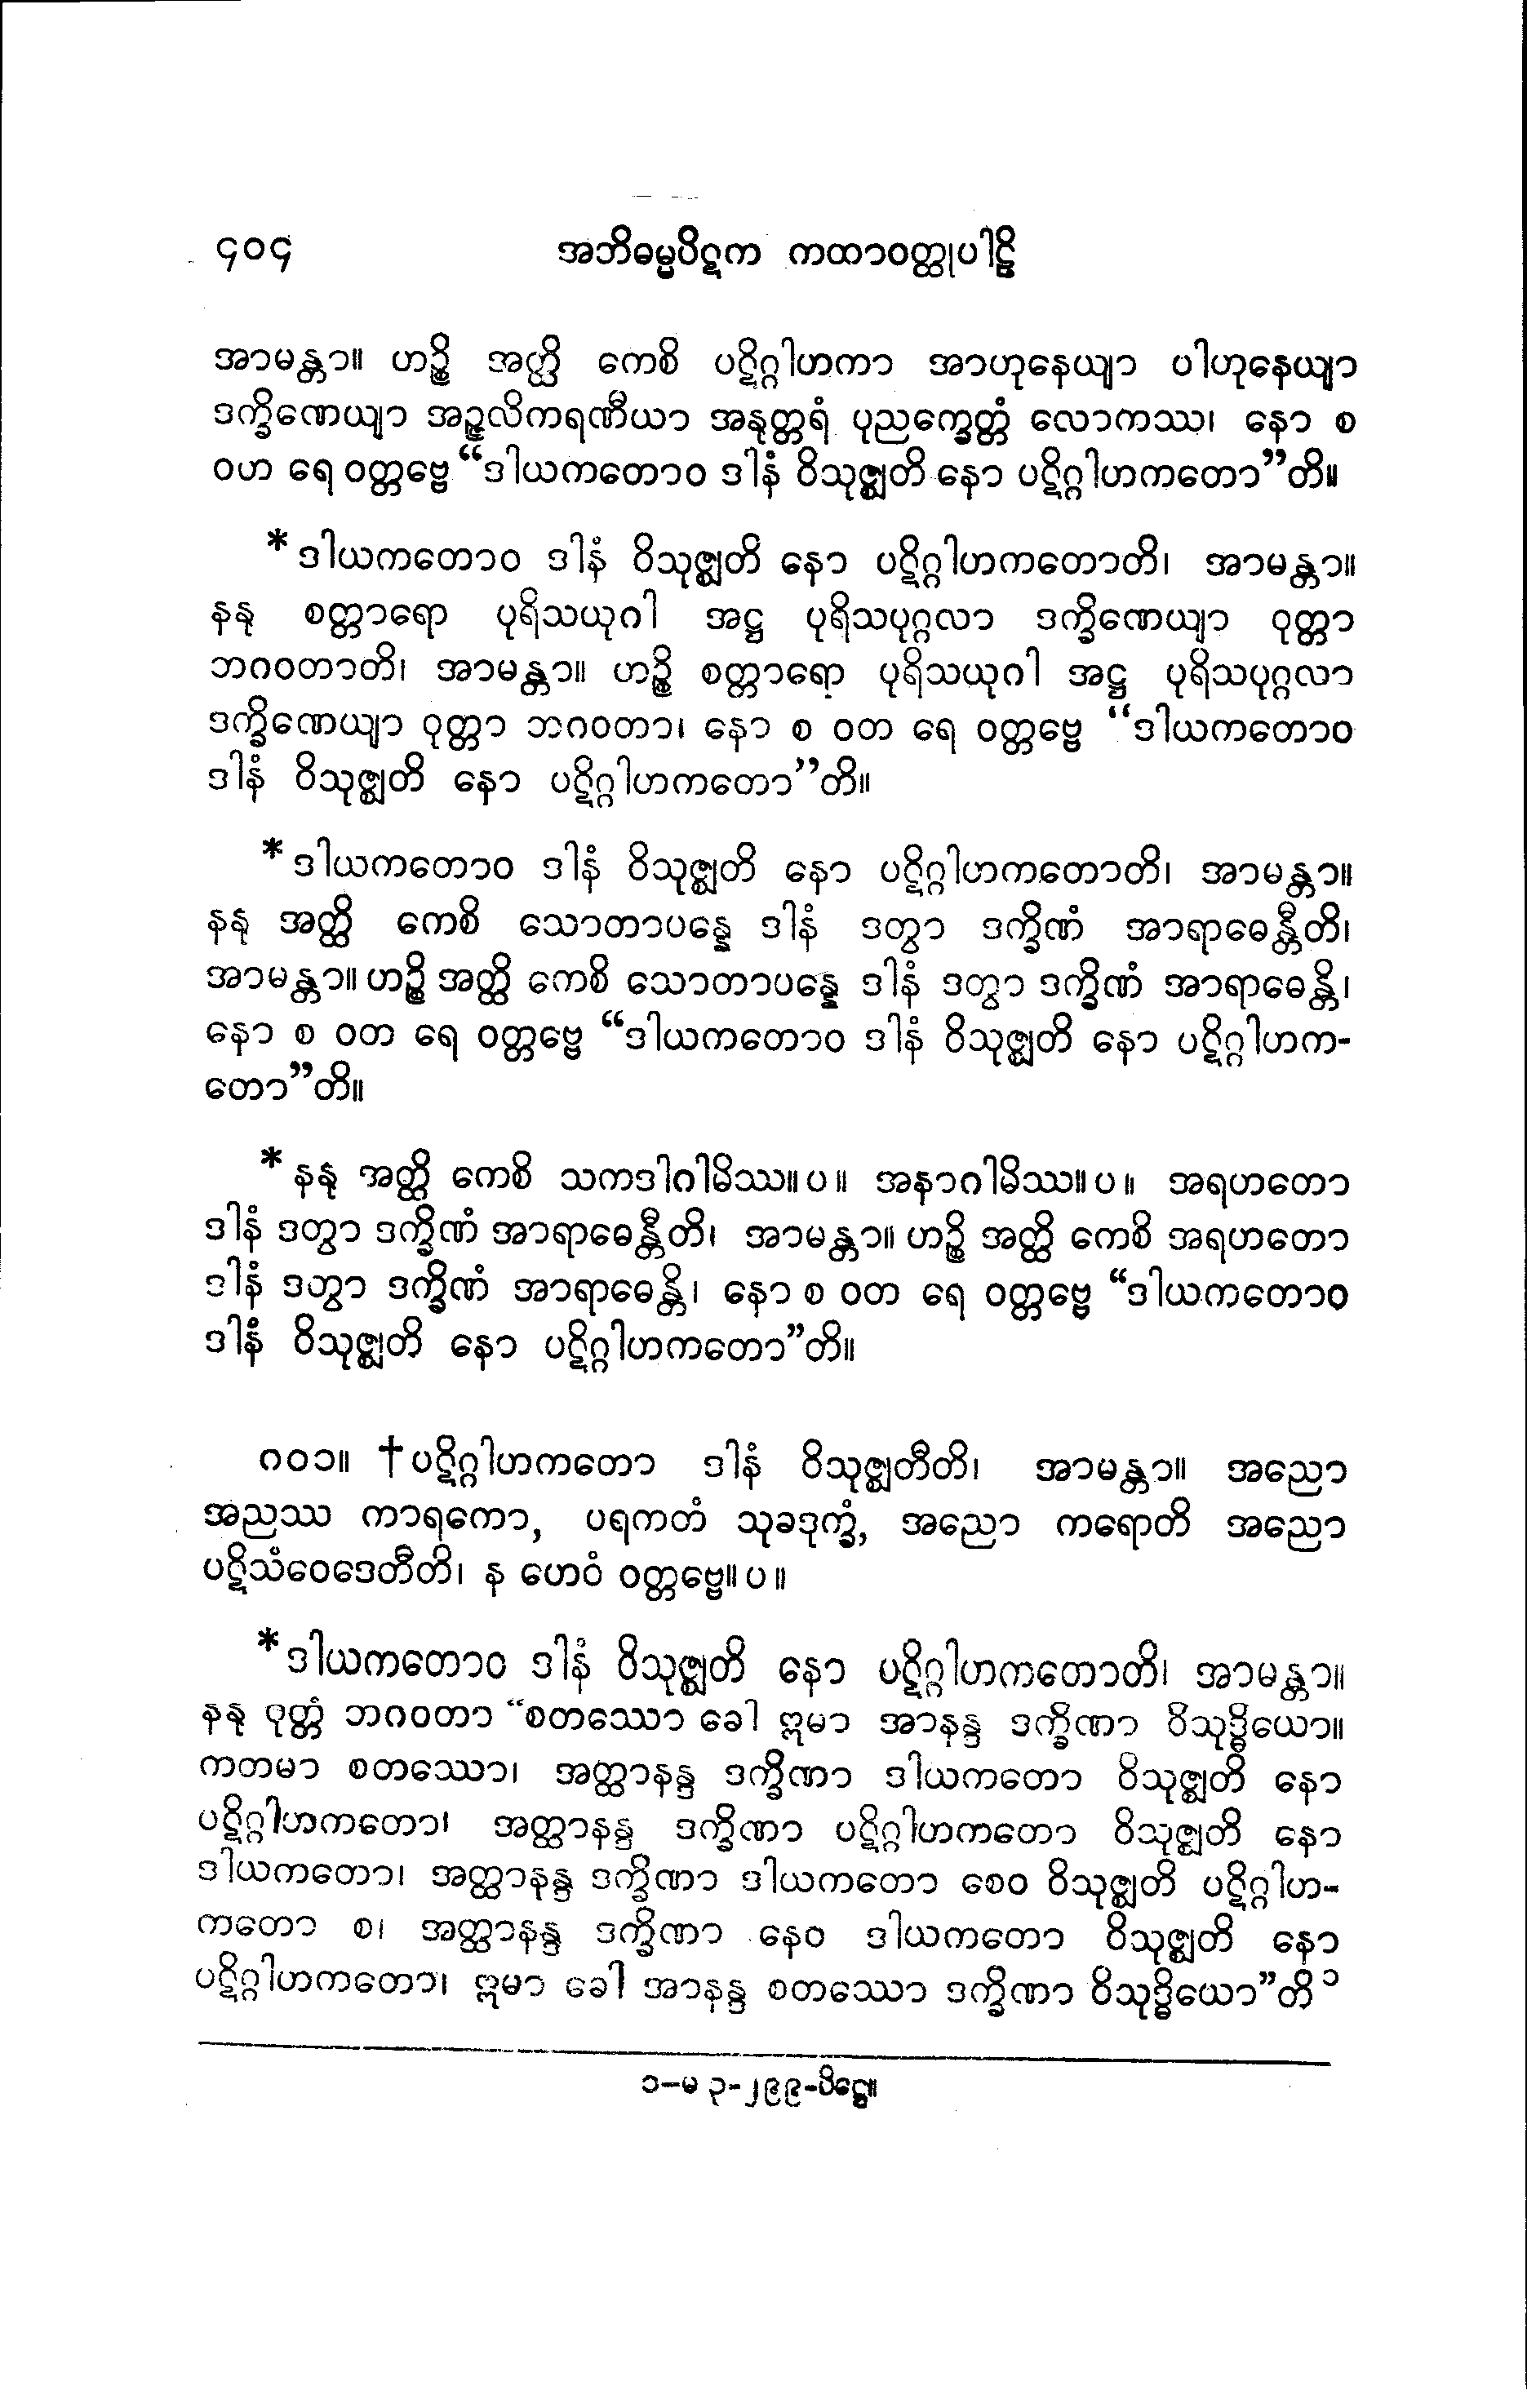 ၄၀၄ အဘိဓမ္မပိဋက ကထာဝတ္ထုပါဠိ
အာမန္တာ။ ဟဉ္စိ အတ္ထိ ကေစိ ပဋိဂ္ဂါဟကာ အာဟုနေယျာ ပါဟုနေယျာ
ဒက္ခိဏေယျာ အဉ္ဇလိကရဏီယာ အနုတ္တရံ ပုညက္ခေတ္တံ လောကဿ၊ နော စ
ဝဟ ရေ ဝတ္တဗ္ဗေ “ဒါယကတောဝ ဒါနံ ဝိသုဇ္ဈတိ နော ပဋိဂ္ဂါဟကတော”တိ။
* ဒါယကတောဝ ဒါနံ ဝိသုဇ္ဈတိ နော ပဋိဂ္ဂါဟကတောတိ၊ အာမန္တာ။
နနု စတ္တာရော ပုရိသယုဂါ အဋ္ဌ ပုရိသပုဂ္ဂလာ ဒက္ခိဏေယျာ ဝုတ္တာ
ဘဂဝတာတိ၊ အာမန္တာ။ ဟဉ္စိ စတ္တာရော ပုရိသယုဂါ အဋ္ဌ ပုရိသပုဂ္ဂလာ
ဒက္ခိဏေယျာ ဝုတ္တာ ဘဂဝတာ၊ နော စ ဝတ ရေ ဝတ္တဗ္ဗေ “ဒါယကတောဝ
ဒါနံ ဝိသုဇ္ဈတိ နော ပဋိဂ္ဂါဟကတော”တိ။
* ဒါယကတောဝ ဒါနံ ဝိသုဇ္ဈတိ နော ပဋိဂ္ဂါဟကတောတိ၊ အာမန္တာ။
နနု အတ္ထိ ကေစိ သောတာပန္နေ ဒါနံ ဒတွာ ဒက္ခိဏံ အာရာဓေန္တီတိ၊
အာမန္တာ။ ဟဉ္စိ အတ္ထိ ကေစိ သောတာပန္နေ ဒါနံ ဒတွာ ဒက္ခိဏံ အာရာဓေန္တိ၊
နော စ ဝတ ရေ ဝတ္တဗ္ဗေ “ဒါယကတောဝ ဒါနံ ဝိသုဇ္ဈတိ နော ပဋိဂ္ဂါဟက-
တော”တိ။
* နနု အတ္ထိ ကေစိ သကဒါဂါမိဿ။ပ။ အနာဂါမိဿ။ပ။ အရဟတော
ဒါနံ ဒတွာ ဒက္ခိဏံ အာရာဓေန္တီတိ၊ အာမန္တာ။ ဟဉ္စိ အတ္ထိ ကေစိ အရဟတော
ဒါနံ ဒတွာ ဒက္ခိဏံ အာရာဓေန္တိ၊ နော စ ဝတ ရေ ဝတ္တဗ္ဗေ “ဒါယကတောဝ
ဒါနံ ဝိသုဇ္ဈတိ နော ပဋိဂ္ဂါဟကတော”တိ။
၈၀၁။ † ပဋိဂ္ဂါဟကတော ဒါနံ ဝိသုဇ္ဈတီတိ၊ အာမန္တာ။ အညော
အညဿ ကာရကော, ပရကတံ သုခဒုက္ခံ, အညော ကရောတိ အညော
ပဋိသံဝေဒေတီတိ၊ န ဟေဝံ ဝတ္တဗ္ဗေ။ပ။
* ဒါယကတောဝ ဒါနံ ဝိသုဇ္ဈတိ နော ပဋိဂ္ဂါဟကတောတိ၊ အာမန္တာ။
နနု ဝုတ္တံ ဘဂဝတာ “စတဿော ခေါ ဣမာ အာနန္ဒ ဒက္ခိဏာ ဝိသုဒ္ဓိယော။
ကတမာ စတဿော၊ အတ္ထာနန္ဒ ဒက္ခိဏာ ဒါယကတော ဝိသုဇ္ဈတိ နော
ပဋိဂ္ဂါဟကတော၊ အတ္ထာနန္ဒ ဒက္ခိဏာ ပဋိဂ္ဂါဟကတော ဝိသုဇ္ဈတိ နော
ဒါယကတော၊ အတ္ထာနန္ဒ ဒက္ခိဏာ ဒါယကတော စေဝ ဝိသုဇ္ဈတိ ပဋိဂ္ဂါဟ-
ကတော စ၊ အတ္ထာနန္ဒ ဒက္ခိဏာ နေဝ ဒါယကတော ဝိသုဇ္ဈတိ နော
ပဋိဂ္ဂါဟကတော၊ ဣမာ ခေါ အာနန္ဒ စတဿော ဒက္ခိဏာ ဝိသုဒ္ဓိယော”တိ ၁
၁-မ ၃-၂၉၉-ပိဋ္ဌေ။